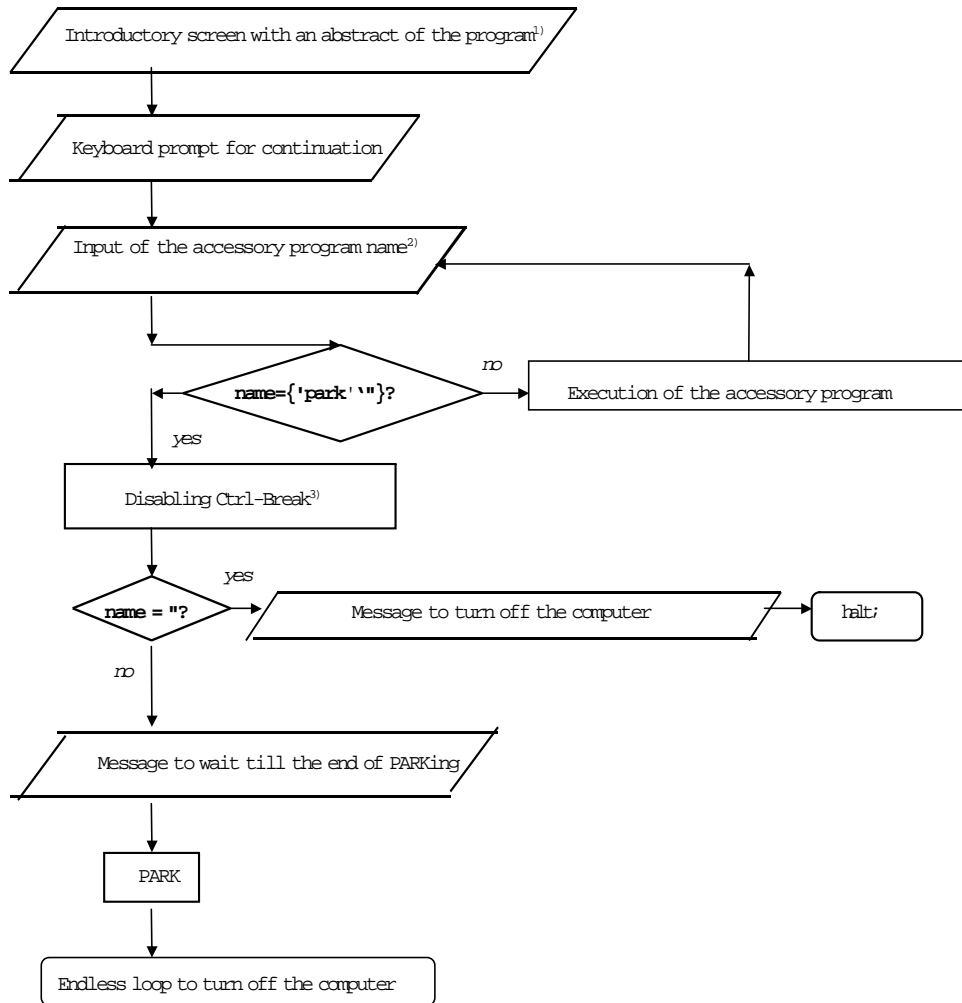 Introductory screen with an abstract of the program1)
Keyboard prompt for continuation
Input of the accessory program name2)
name={'park' '"}?
no
Execution of the accessory program
yes
Disabling Ctrl-Break3)
name = "?
yes
Message to turn off the computer
halt;
no
Message to wait till the end of PARKing
PARK
Endless loop to turn off the computer